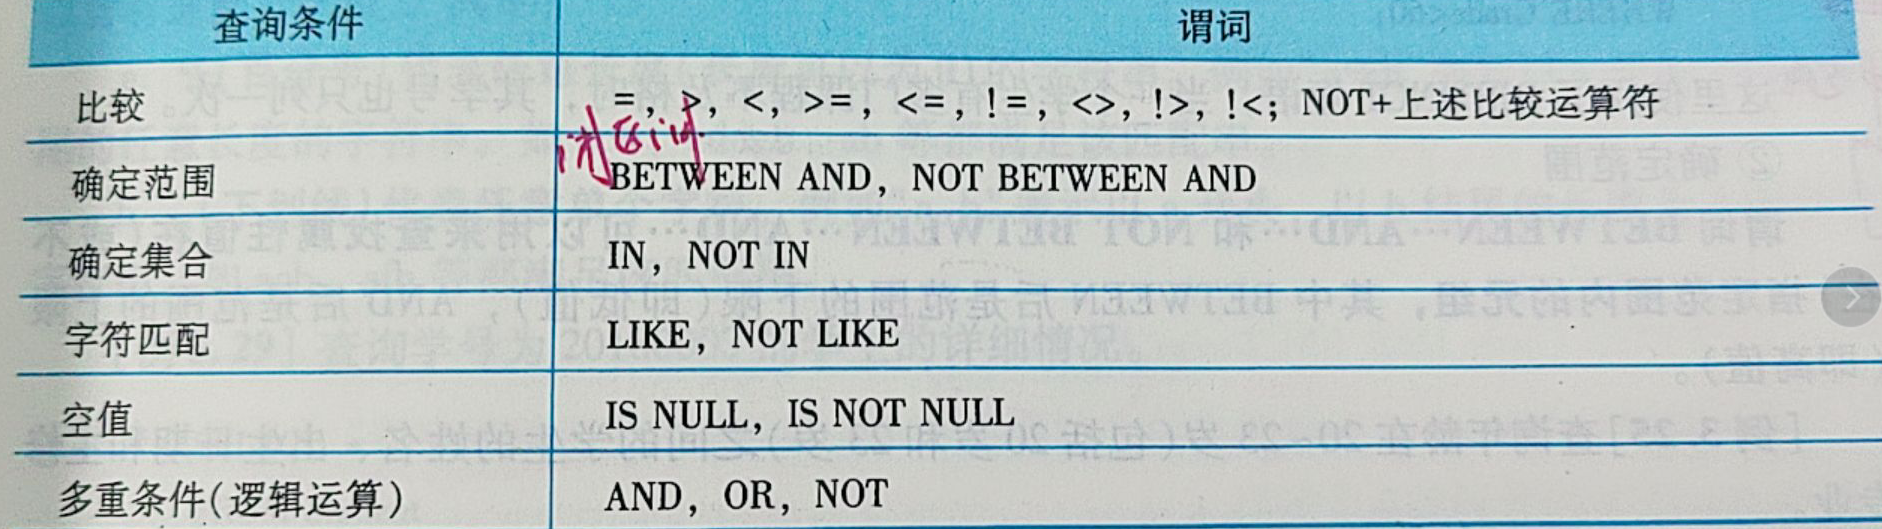 查询条件 谓词
比较 =, >, <, >=, <=, !=, <>, !>, !<; NOT+上述比较运算符
闭区间
确定范围 BETWEEN AND, NOT BETWEEN AND
确定集合 IN, NOT IN
字符匹配 LIKE, NOT LIKE
空值 IS NULL, IS NOT NULL
多重条件(逻辑运算) AND, OR, NOT